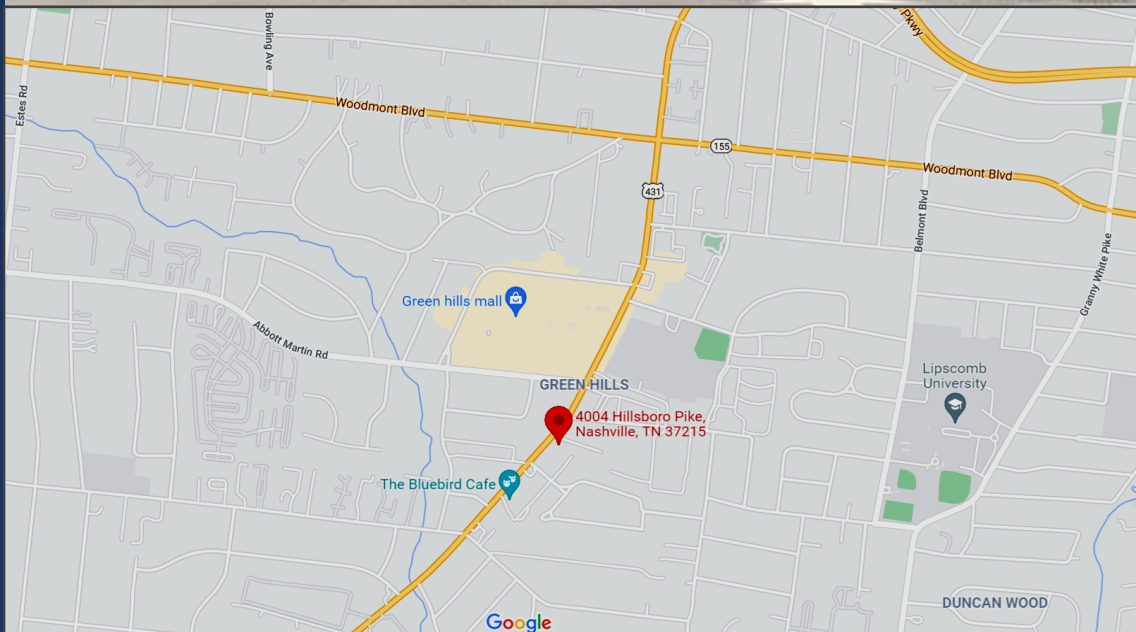 Pkwy
Bowling Ave
Estes Rd
Woodmont Blvd
155
Woodmont Blvd
431
Belmont Blvd
Granny White Pike
Green hills mall
Abbott Martin Rd
GREEN HILLS
Lipscomb
University
4004 Hillsboro Pike,
Nashville, TN 37215
The Bluebird Cafe
DUNCAN WOOD
Google